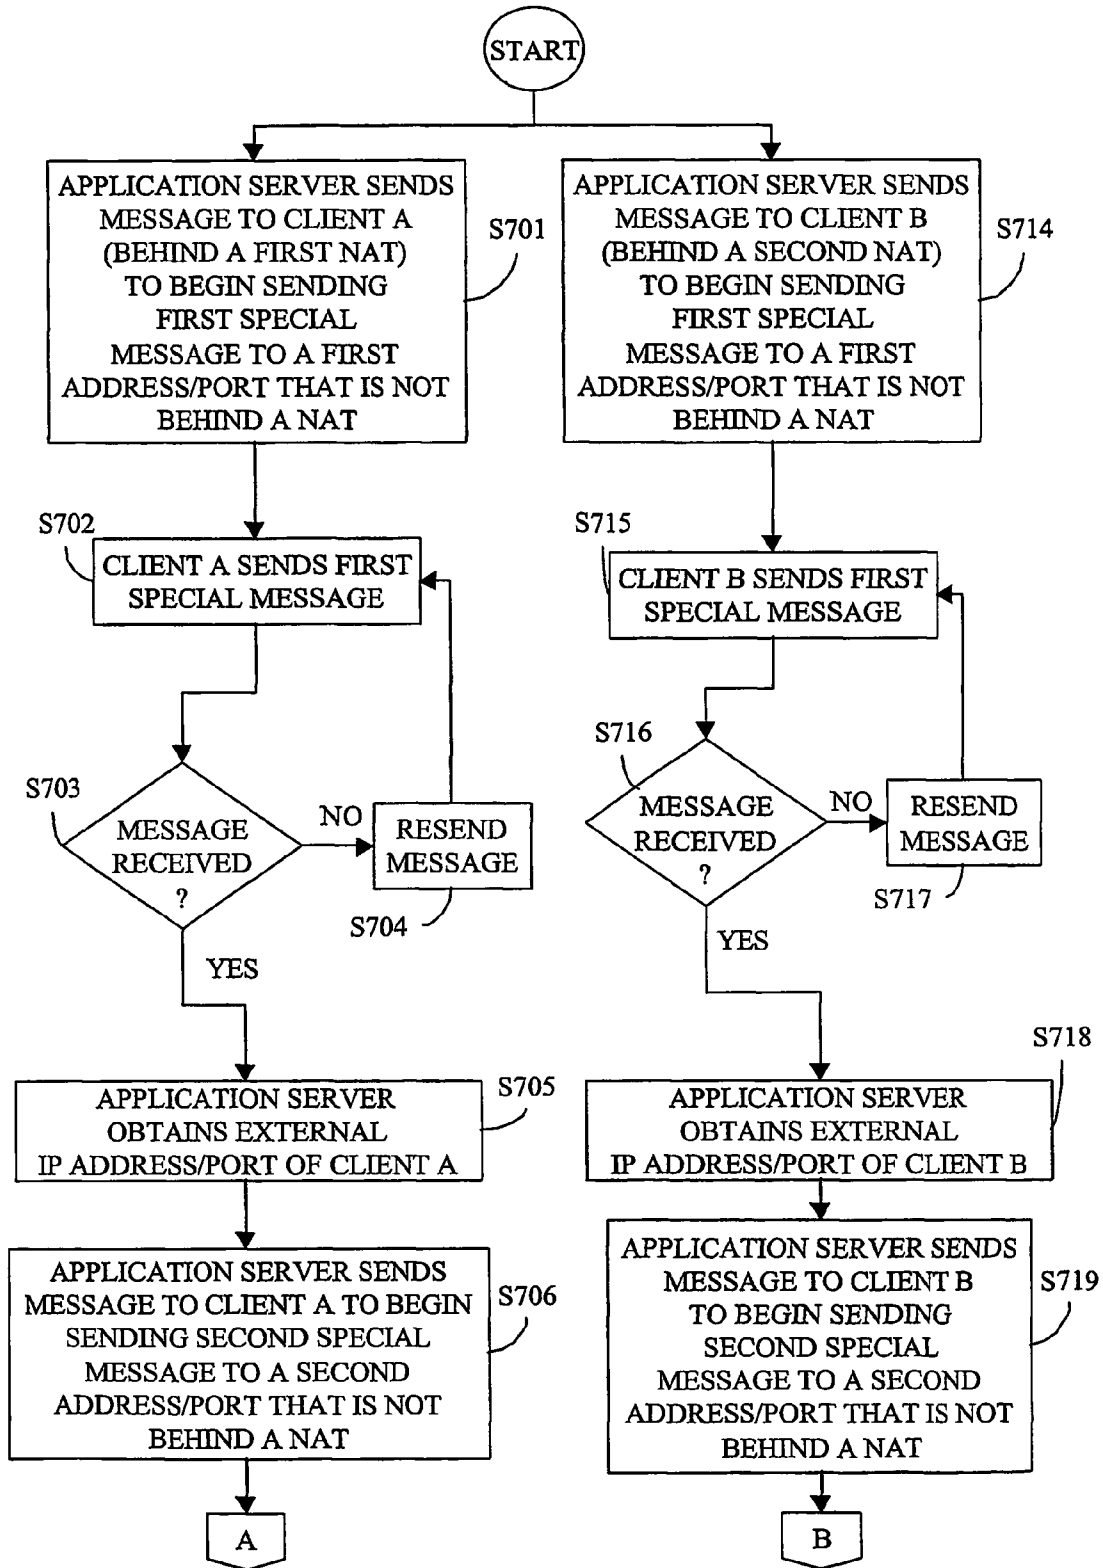 START
APPLICATION SERVER SENDS
MESSAGE TO CLIENT A
(BEHIND A FIRST NAT)
TO BEGIN SENDING
FIRST SPECIAL
MESSAGE TO A FIRST
ADDRESS/PORT THAT IS NOT
BEHIND A NAT
S701
APPLICATION SERVER SENDS
MESSAGE TO CLIENT B
(BEHIND A SECOND NAT)
TO BEGIN SENDING
FIRST SPECIAL
MESSAGE TO A FIRST
ADDRESS/PORT THAT IS NOT
BEHIND A NAT
S714
S702
CLIENT A SENDS FIRST
SPECIAL MESSAGE
S715
CLIENT B SENDS FIRST
SPECIAL MESSAGE
S703
MESSAGE
RECEIVED
?
NO
RESEND
MESSAGE
S704
YES
S716
MESSAGE
RECEIVED
?
NO
RESEND
MESSAGE
S717
YES
APPLICATION SERVER
OBTAINS EXTERNAL
IP ADDRESS/PORT OF CLIENT A
S705
APPLICATION SERVER
OBTAINS EXTERNAL
IP ADDRESS/PORT OF CLIENT B
S718
APPLICATION SERVER SENDS
MESSAGE TO CLIENT A TO BEGIN
SENDING SECOND SPECIAL
MESSAGE TO A SECOND
ADDRESS/PORT THAT IS NOT
BEHIND A NAT
S706
APPLICATION SERVER SENDS
MESSAGE TO CLIENT B
TO BEGIN SENDING
SECOND SPECIAL
MESSAGE TO A SECOND
ADDRESS/PORT THAT IS NOT
BEHIND A NAT
S719
A
B